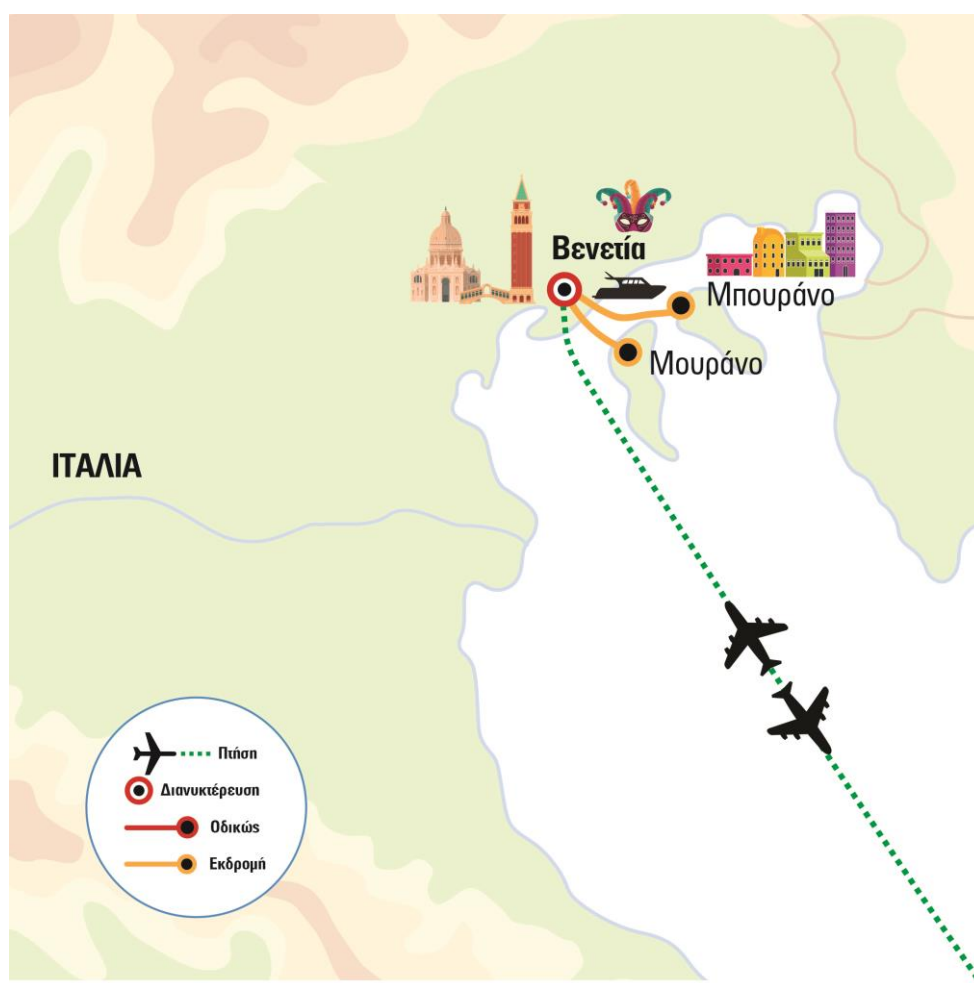 Βενετία
Μπουράνο
Μουράνο
ΙΤΑΛΙΑ
Πτήση
Διανυκτέρευση
Οδικώς
Εκδρομή